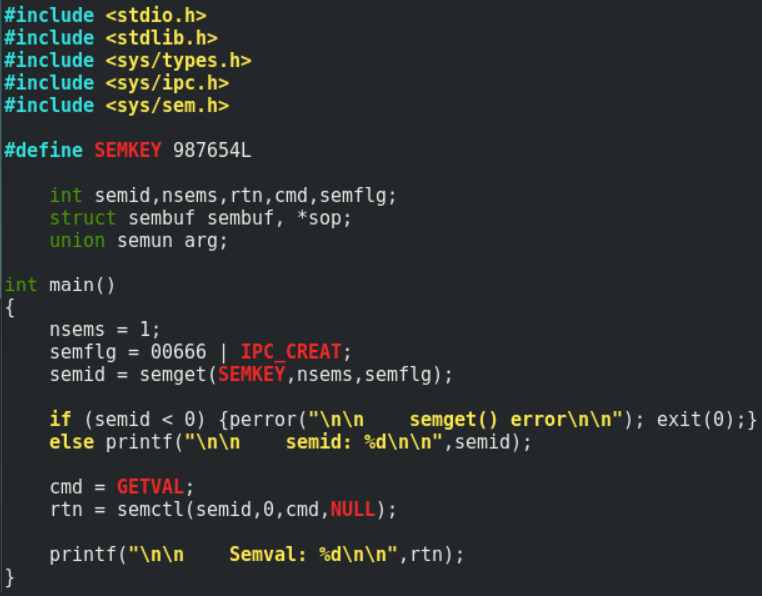 #include <stdio.h>
#include <stdlib.h>
#include <sys/types.h>
#include <sys/ipc.h>
#include <sys/sem.h>

#define SEMKEY 987654L

    int semid,nsems,rtn,cmd,semflg;
    struct sembuf sembuf, *sop;
    union semun arg;

int main()
{
    nsems = 1;
    semflg = 00666 | IPC_CREAT;
    semid = semget(SEMKEY,nsems,semflg);

    if (semid < 0) {perror("\n\n    semget() error\n\n"); exit(0);}
    else printf("\n\n    semid: %d\n\n",semid);

    cmd = GETVAL;
    rtn = semctl(semid,0,cmd,NULL);

    printf("\n\n    Semval: %d\n\n",rtn);
}